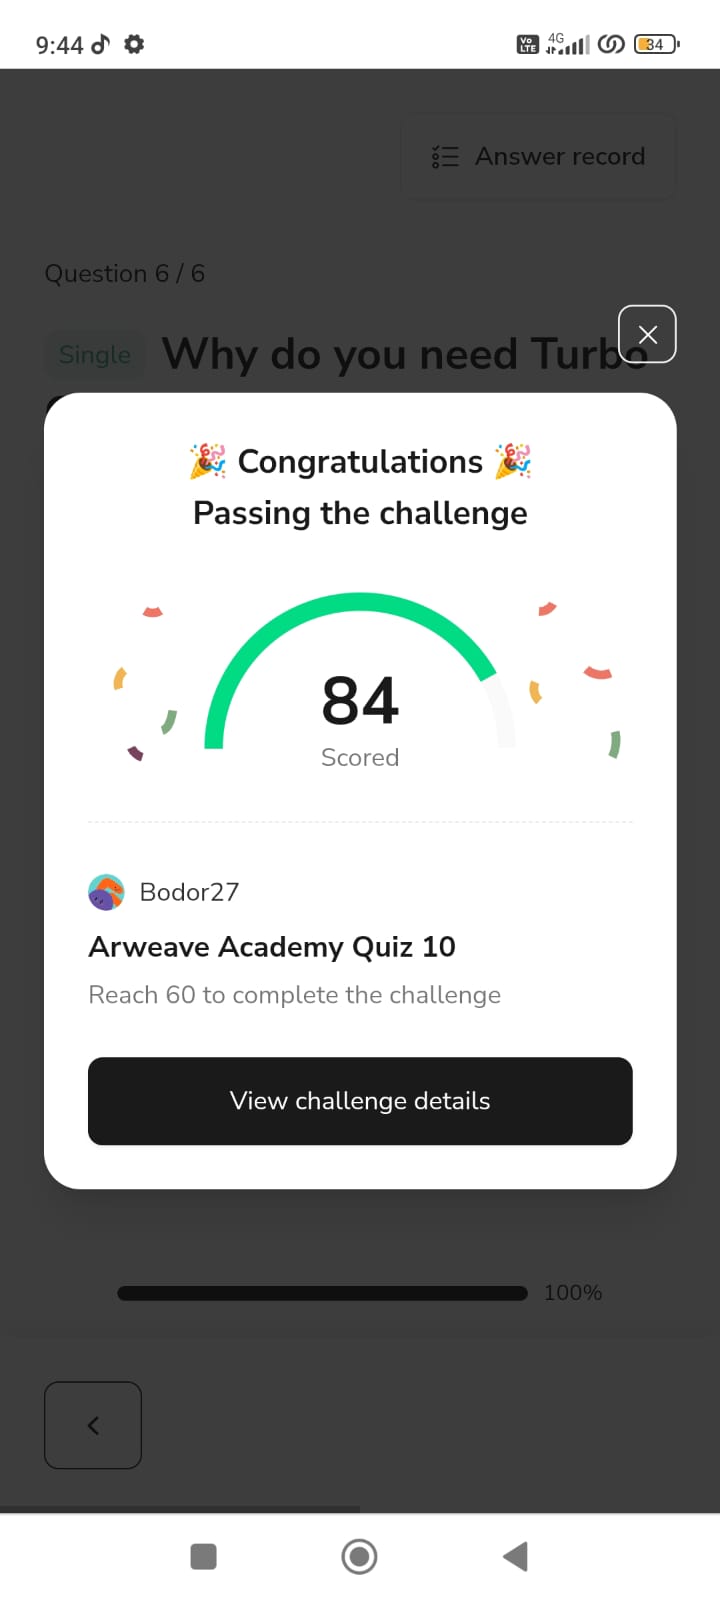 9:44
Vo LTE 4G 34
Answer record
Question 6 / 6
Single Why do you need Turbo
🎉 Congratulations 🎉
Passing the challenge
84
Scored
Bodor27
Arweave Academy Quiz 10
Reach 60 to complete the challenge
View challenge details
100%